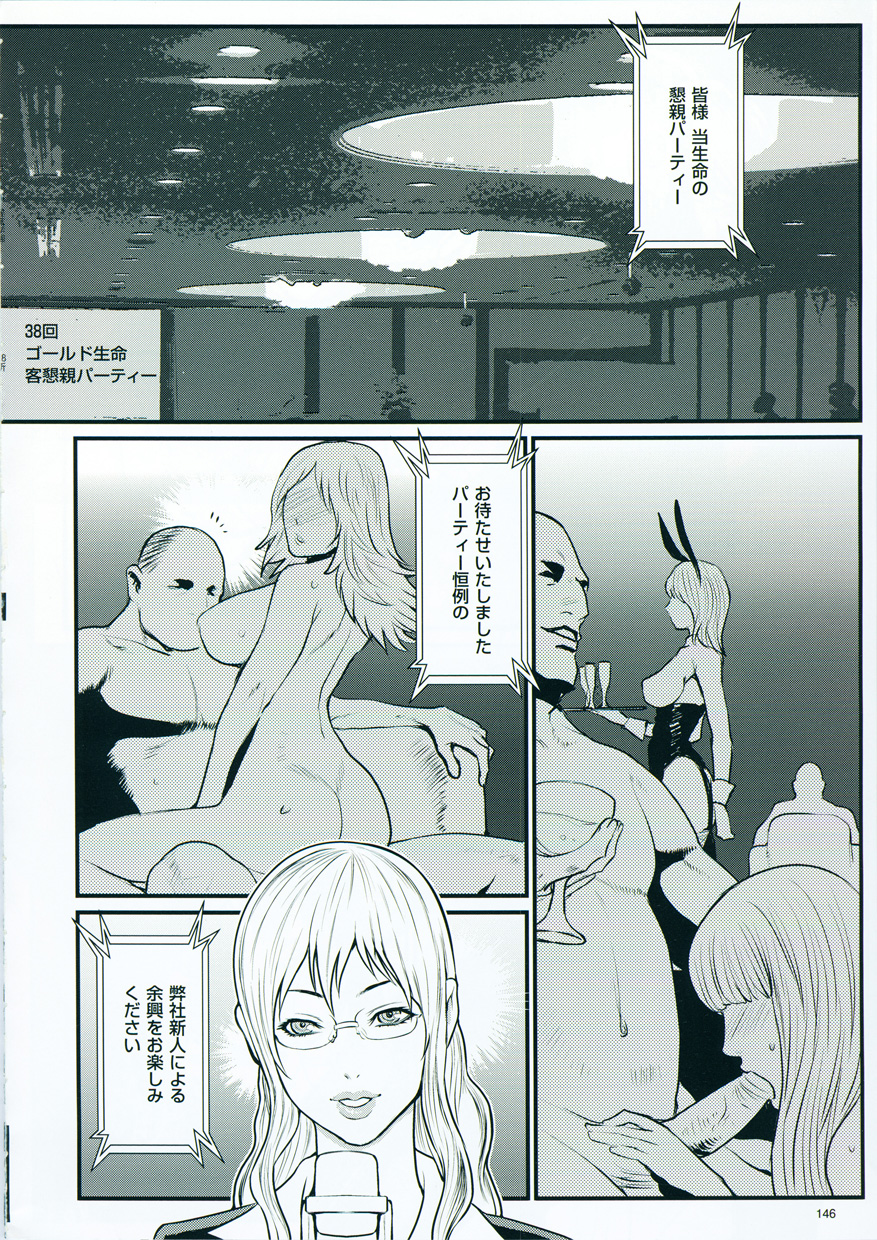 皆様 当生命の
懇親パーティー
38回
ゴールド生命
客懇親パーティー
お待たせいたしました
パーティー恒例の
弊社新人による
余興をお楽しみ
ください
146